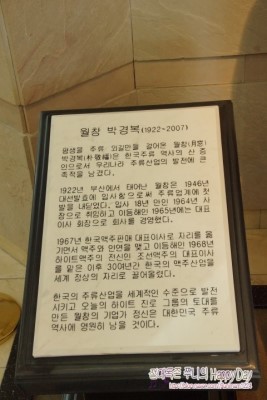 월창 박경복(1922-2007)
평생을 주류 외길만을 걸어온 월창(月窓)
박경복(朴敬福)은 한국주류 역사의 산 증
인으로서 우리나라 주류산업의 발전에 큰
족적을 남겼다.
1922년 부산에서 태어난 월창은 1946년
대선발효에 입사함으로써 주류업계에 첫
발을 내딛었다. 입사 18년 만인 1964년 사
장으로 취임하고 이듬해인 1965년에는 대표
이사 회장으로 회사를 경영했다.
1967년 한국맥주판매 대표이사로 자리를 옮
기면서 맥주와 인연을 맺고 이듬해인 1968년
하이트맥주의 전신인 조선맥주의 대표이사
를 맡은 이후 30여년간 한국의 맥주산업을
세계 정상의 자리로 끌어올렸다.
한국의 주류산업을 세계적인 수준으로 발전
시키고 오늘의 하이트 진로 그룹의 토대를
만든 월창의 기업가 정신은 대한민국 주류
역사에 영원히 남을 것이다.
Happy Day